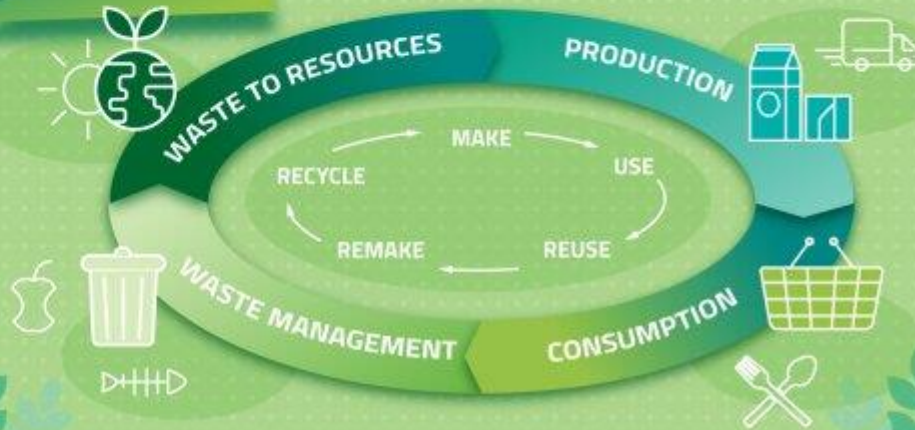 WASTE TO RESOURCES
PRODUCTION
CONSUMPTION
WASTE MANAGEMENT
MAKE
USE
REUSE
REMAKE
RECYCLE